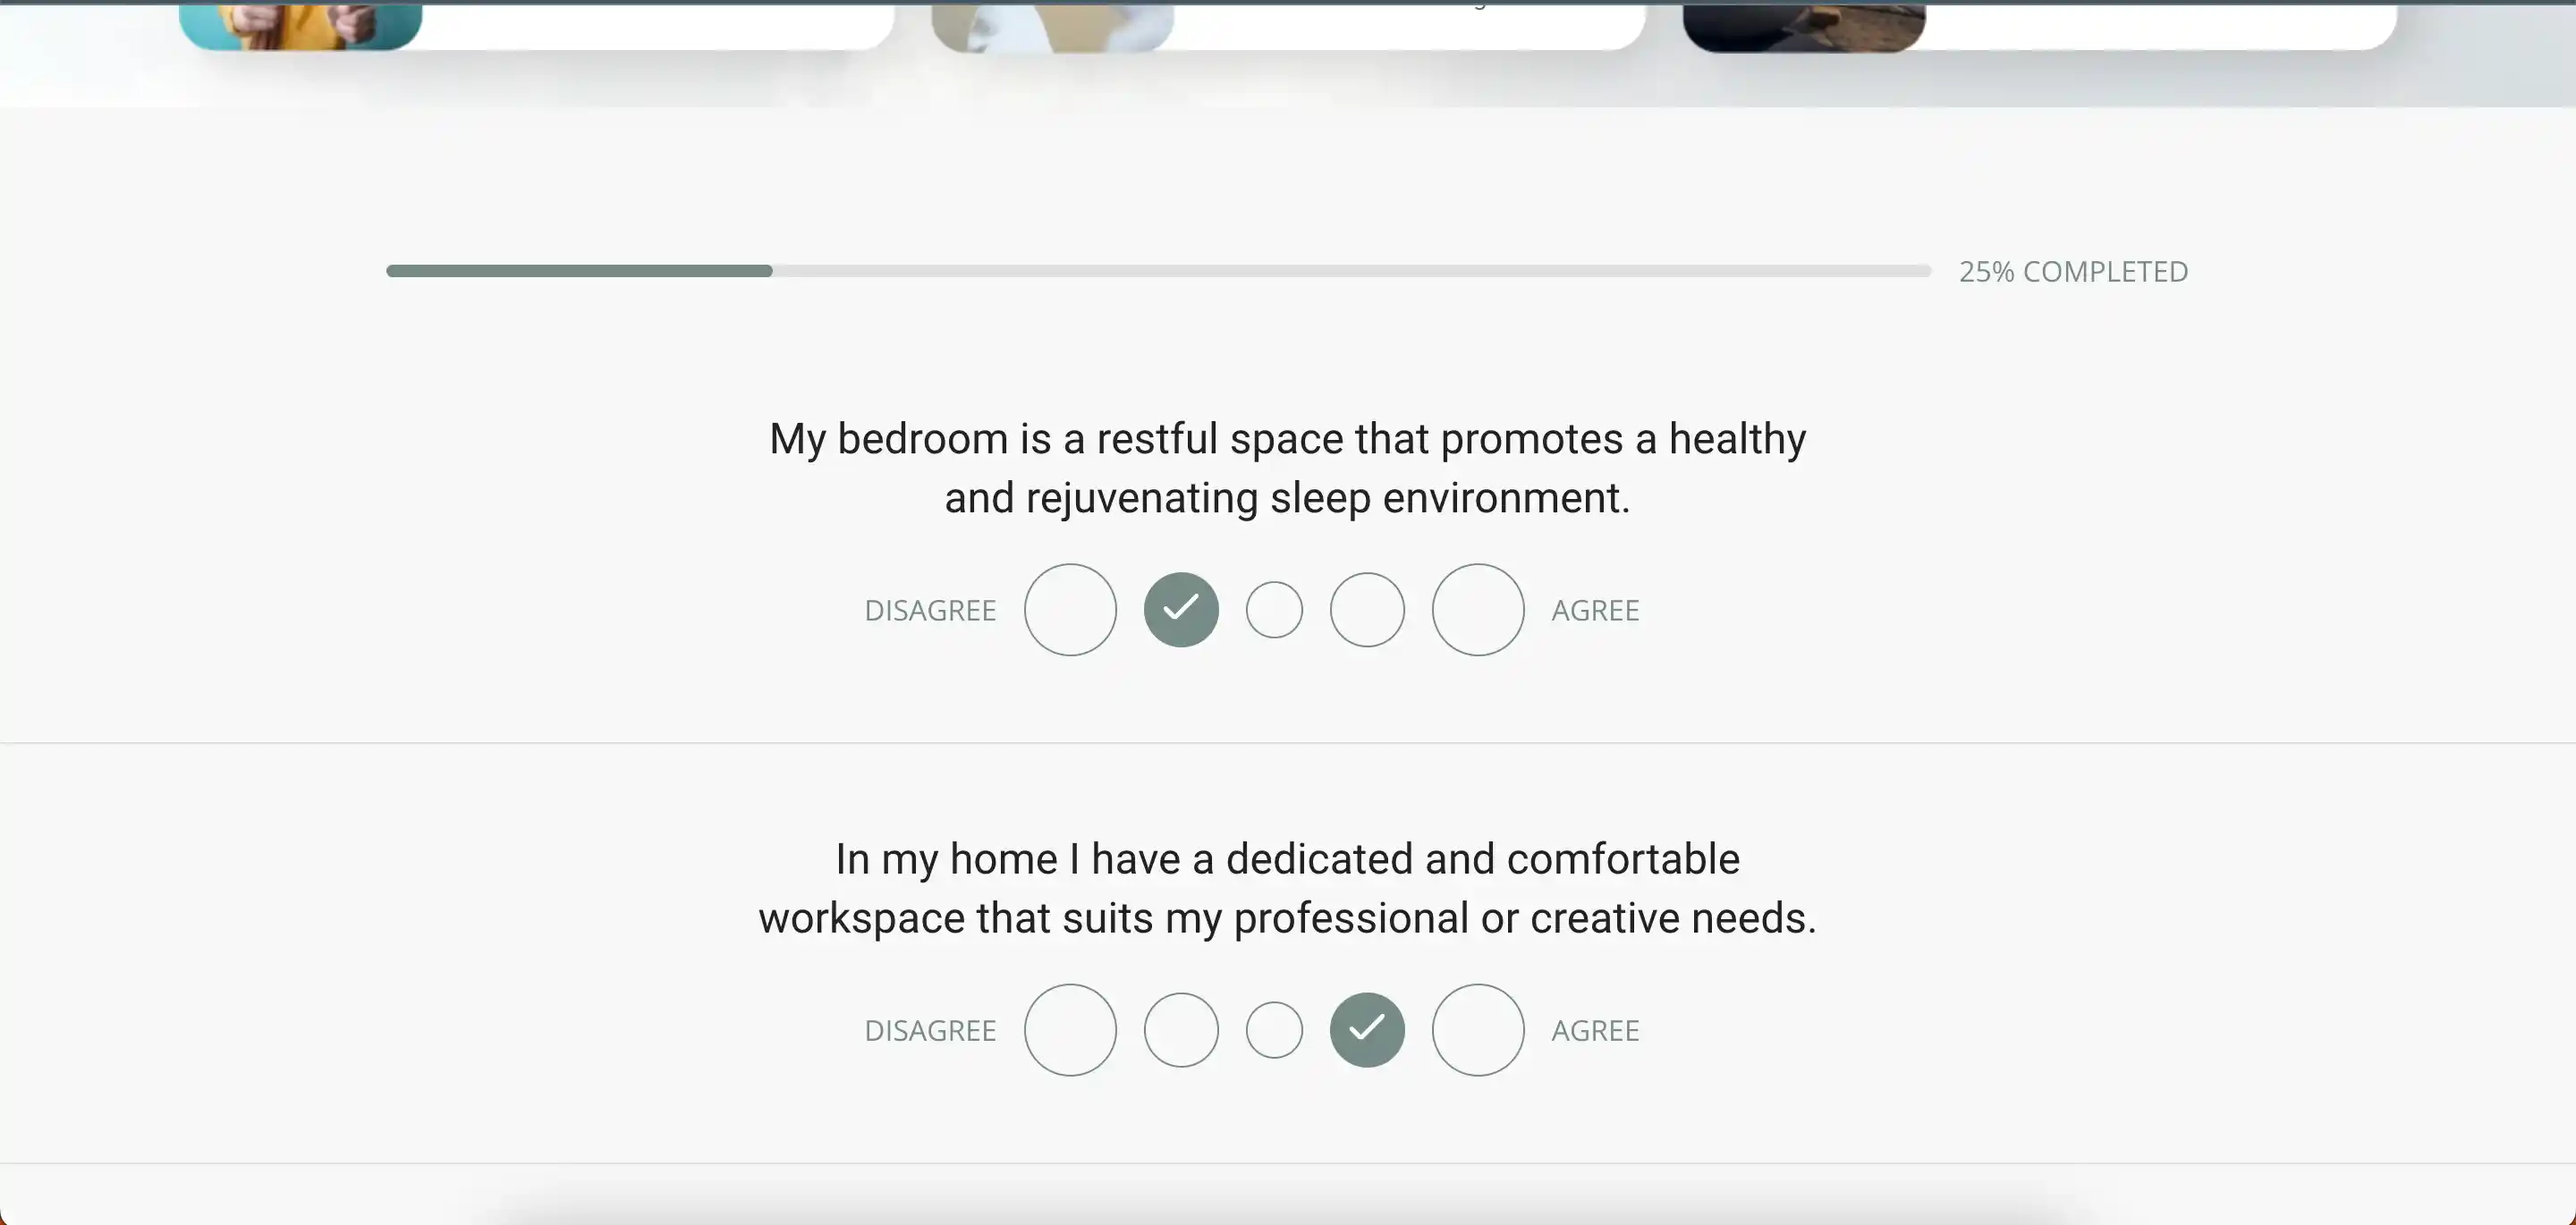 25% COMPLETED
My bedroom is a restful space that promotes a healthy
and rejuvenating sleep environment.
DISAGREE AGREE
In my home I have a dedicated and comfortable
workspace that suits my professional or creative needs.
DISAGREE AGREE